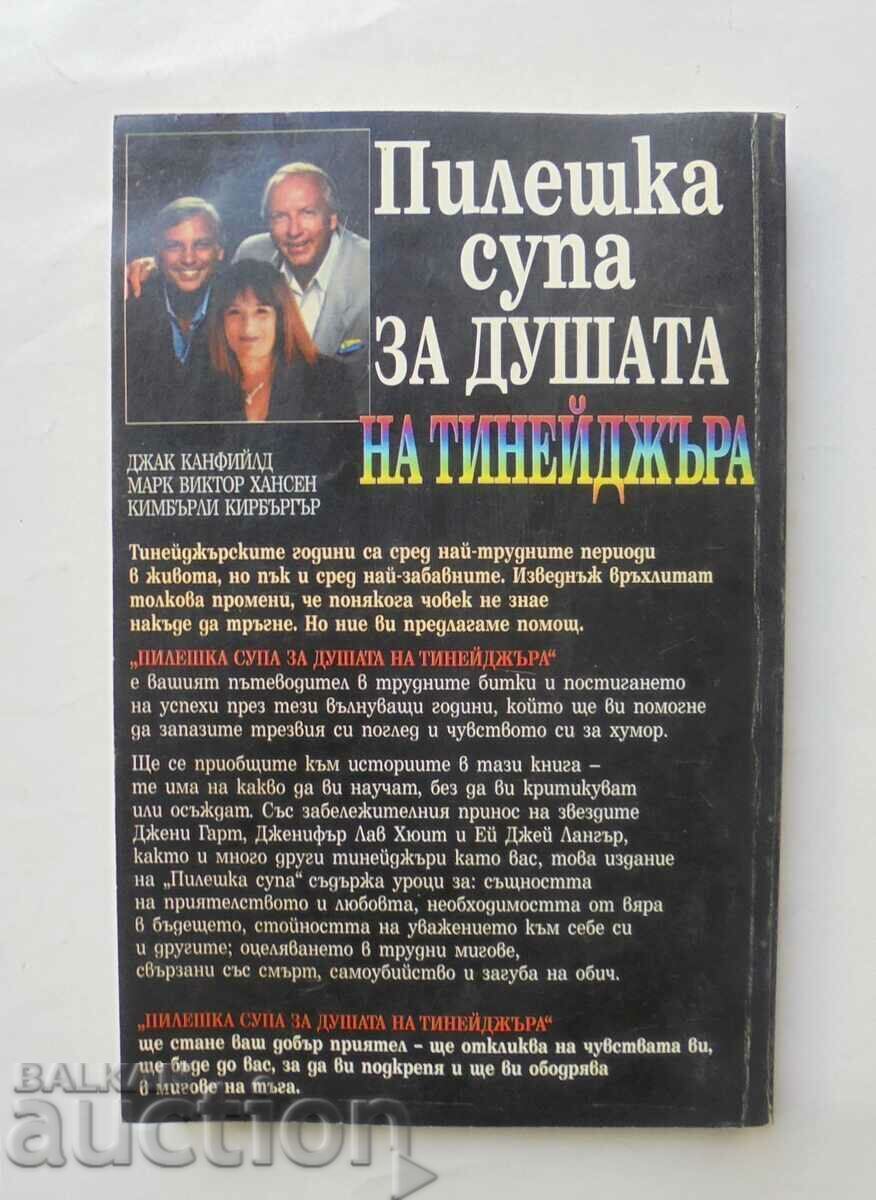 Пилешка
супа
ЗА ДУШАТА
НА ТИНЕЙДЖЪРА
ДЖАК КАНФИЙЛД
МАРК ВИКТОР ХАНСЕН
КИМБЪРЛИ КИРБЪРГЪР
Тинейджърските години са сред най-трудните периоди
в живота, но пък и сред най-забавните. Изведнъж връхлитат
толкова промени, че понякога човек не знае
накъде да тръгне. Но ние ви предлагаме помощ.
„ПИЛЕШКА СУПА ЗА ДУШАТА НА ТИНЕЙДЖЪРА“
е вашият пътеводител в трудните битки и постигането
на успехи през тези вълнуващи години, който ще ви помогне
да запазите трезвия си поглед и чувството си за хумор.
Ще се приобщите към историите в тази книга –
те има на какво да ви научат, без да ви критикуват
или осъждат. Със забележителния принос на звездите
Джени Гарт, Дженифър Лав Хюит и Ей Джей Лангър,
както и много други тинейджъри като вас, това издание
на „Пилешка супа“ съдържа уроци за: същността
на приятелството и любовта, необходимостта от вяра
в бъдещето, стойността на уважението към себе си
и другите; оцеляването в трудни мигове,
свързани със смърт, самоубийство и загуба на обич.
„ПИЛЕШКА СУПА ЗА ДУШАТА НА ТИНЕЙДЖЪРА“
ще стане ваш добър приятел – ще откликва на чувствата ви,
ще бъде до вас, за да ви подкрепя и ще ви ободрява
в мигове на тъга.
BALKAN
auction